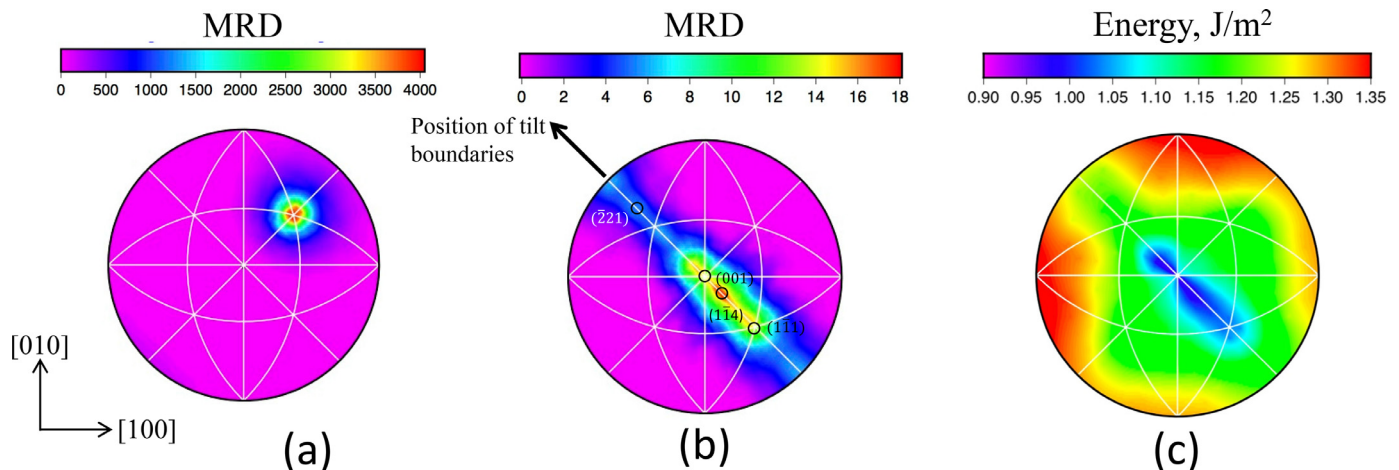 MRD
0 500 1000 1500 2000 2500 3000 3500 4000
[010]
[100]
(a)
MRD
0 2 4 6 8 10 12 14 16 18
Position of tilt
boundaries
(2̅21)
(001)
(11̅4)
(11̅1)
(b)
Energy, J/m²
0.90 0.95 1.00 1.05 1.10 1.15 1.20 1.25 1.30 1.35
(c)